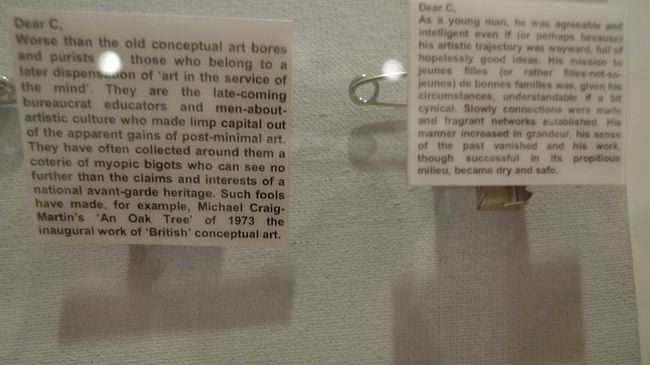 Dear C,
Worse than the old conceptual art bores
and purists those who belong to a
later dispensation of ‘art in the service of
the mind’. They are the late-coming
bureaucrat educators and men-about-
artistic culture who made limp capital out
of the apparent gains of post-minimal art.
They have often collected around them a
coterie of myopic bigots who can see no
further than the claims and interests of a
national avant-garde heritage. Such fools
have made, for example, Michael Craig-
Martin’s ‘An Oak Tree’ of 1973 the
inaugural work of ‘British’ conceptual art.
Dear C,
As a young man, he was agreeable and
intelligent even if (or perhaps because)
his artistic trajectory was wayward, full of
hopelessly good ideas. His mission to
jeunes filles (or rather filles-not-so-
jeunes) de bonnes familles was, given his
circumstances, understandable if a bit
cynical. Slowly connections were made
and fragrant networks established. His
manner increased in grandeur, his sense
of the past vanished and his work,
though successful in its propitious
milieu, became dry and safe.